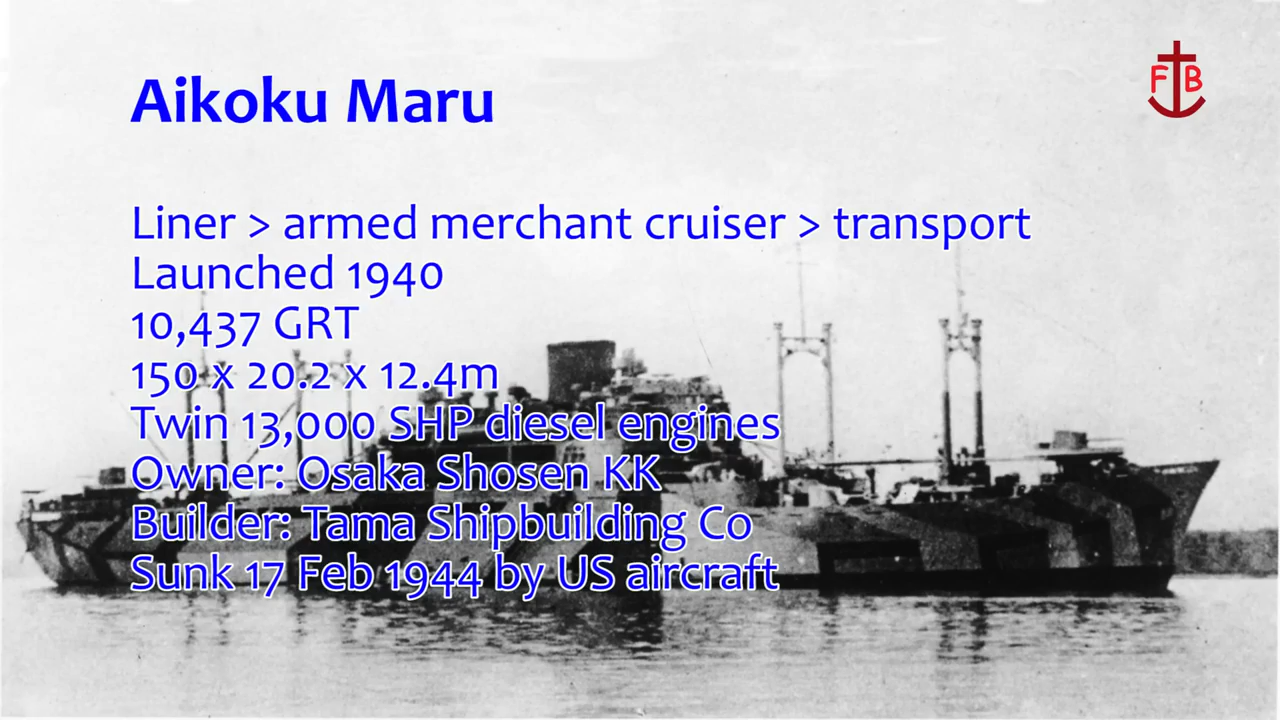 Aikoku Maru
FB
Liner > armed merchant cruiser > transport
Launched 1940
10,437 GRT
150 x 20.2 x 12.4m
Twin 13,000 SHP diesel engines
Owner: Osaka Shosen KK
Builder: Tama Shipbuilding Co
Sunk 17 Feb 1944 by US aircraft